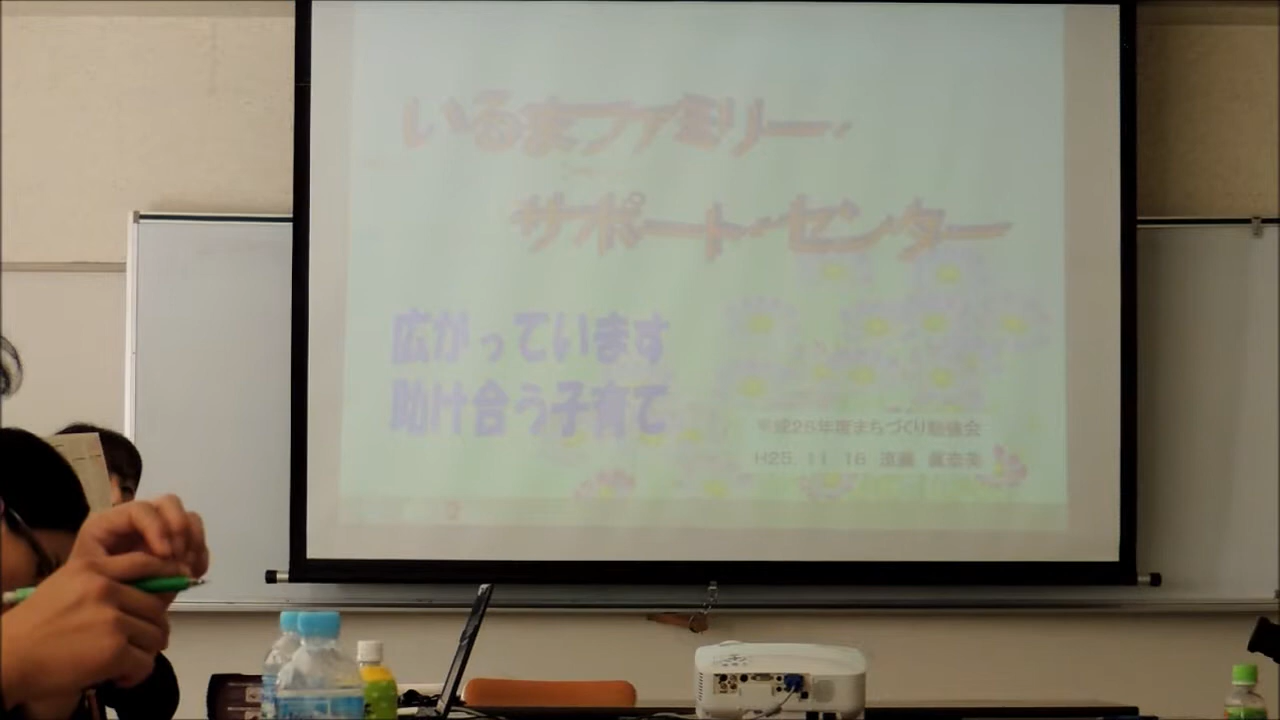 いるまファミリー・
サポート・センター
広がっています
助け合う子育て
平成25年度まちづくり勉強会
H25. 11. 16